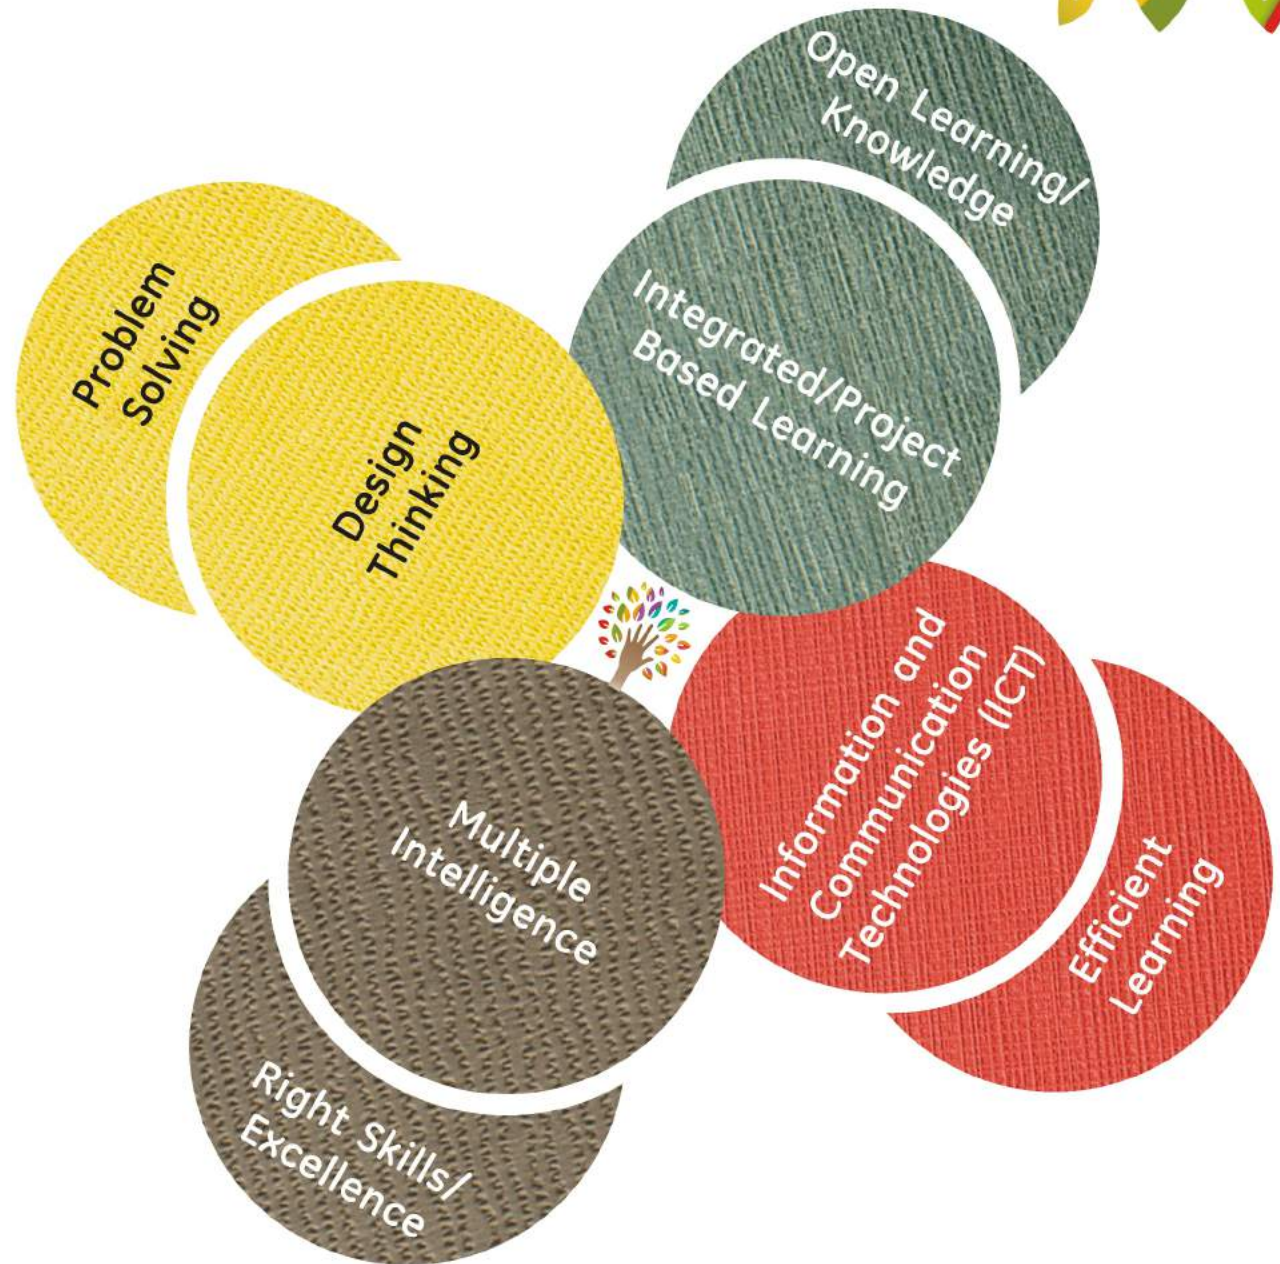 Open Learning/
Knowledge
Integrated/Project
Based Learning
Problem
Solving
Design
Thinking
Information and
Communication
Technologies (ICT)
Efficient
Learning
Multiple
Intelligence
Right Skills/
Excellence